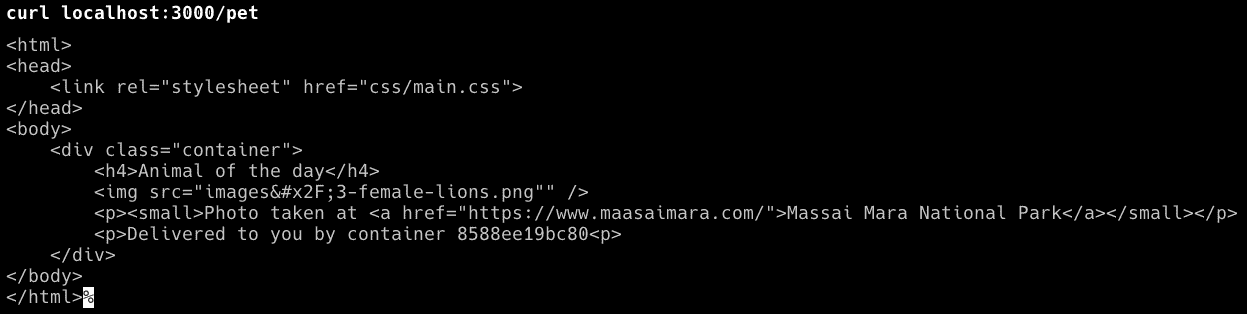 curl localhost:3000/pet
<html>
<head>
    <link rel="stylesheet" href="css/main.css">
</head>
<body>
    <div class="container">
        <h4>Animal of the day</h4>
        <img src="images&#x2F;3-female-lions.png"" />
        <p><small>Photo taken at <a href="https://www.maasaimara.com/">Massai Mara National Park</a></small></p>
        <p>Delivered to you by container 8588ee19bc80<p>
    </div>
</body>
</html>%